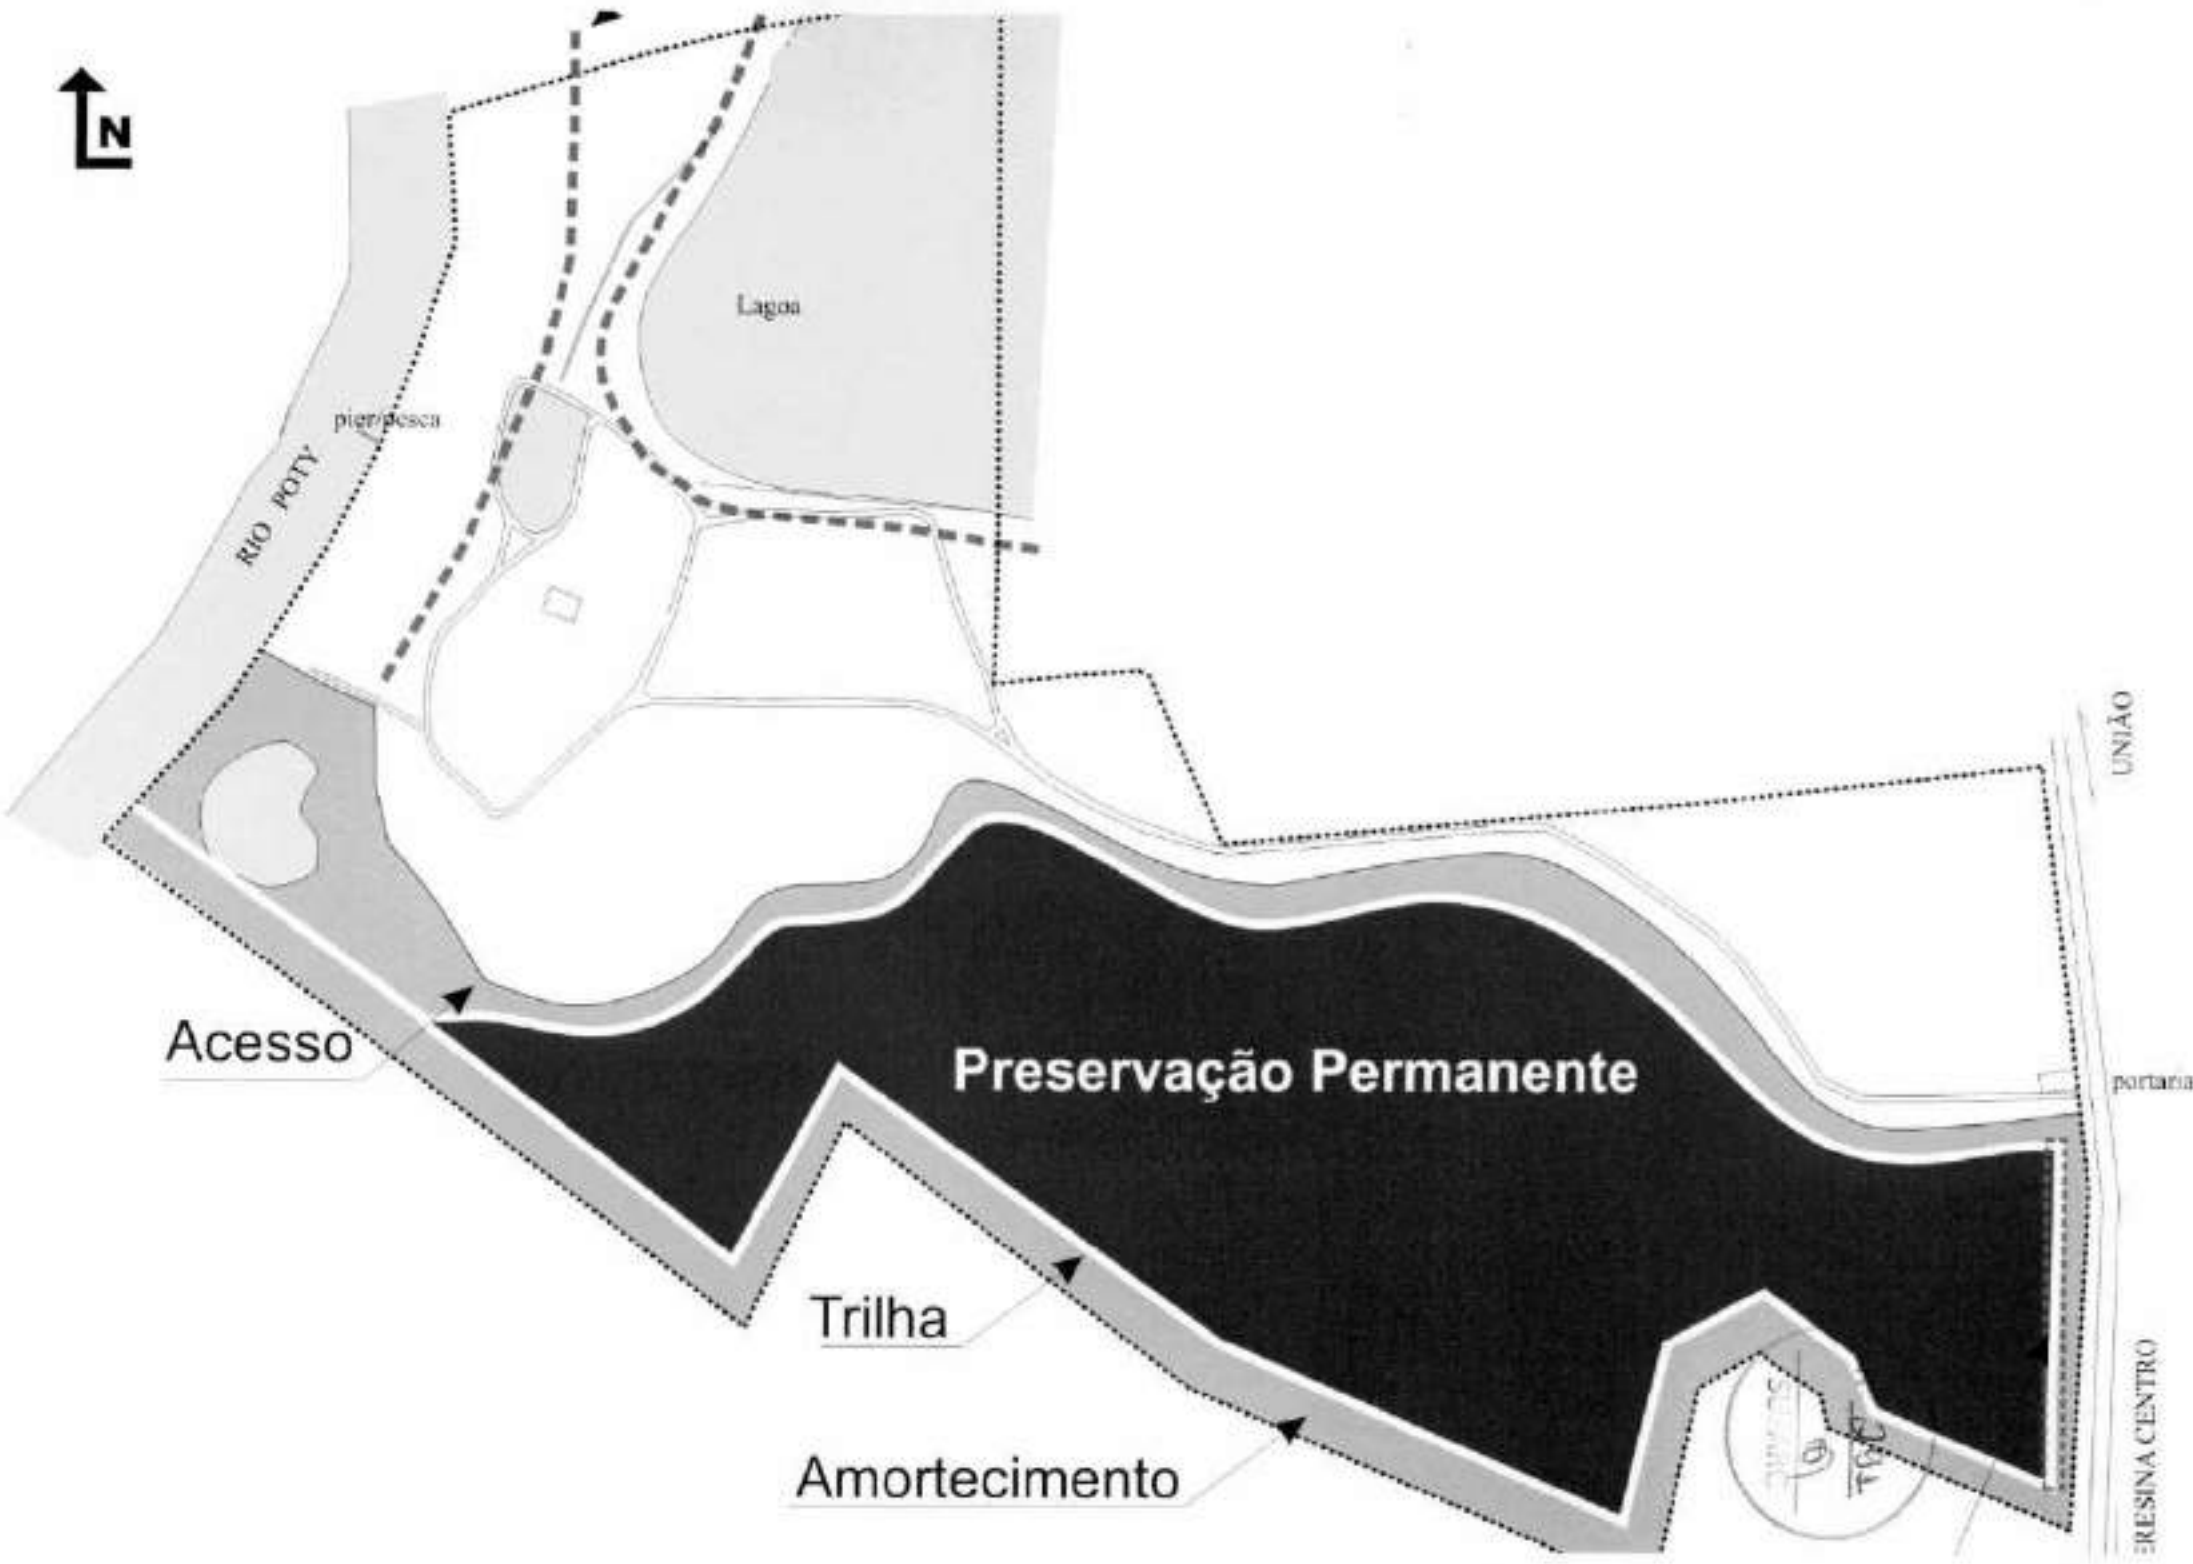 N
Lagoa
pier/pesca
RIO POTY
UNIÃO
Acesso
Preservação Permanente
portaria
Trilha
Amortecimento
ERESINA CENTRO